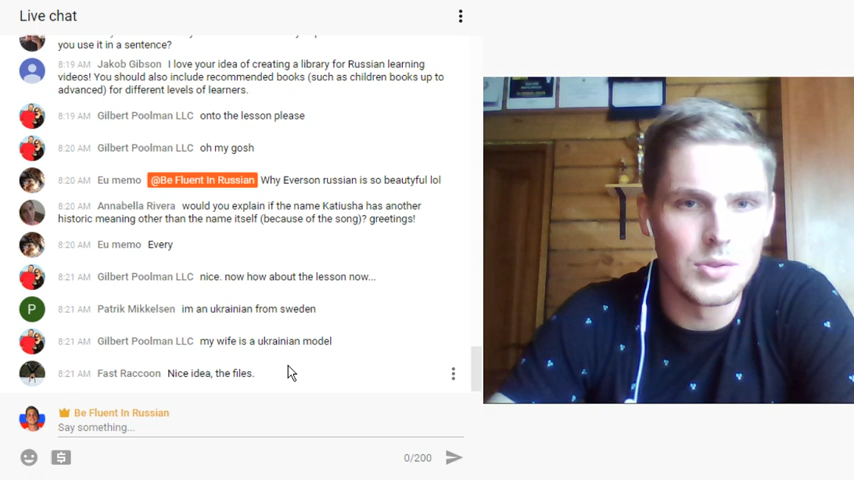 Live chat
you use it in a sentence?
8:19 AM Jakob Gibson I love your idea of creating a library for Russian learning
videos! You should also include recommended books (such as children books up to
advanced) for different levels of learners.
8:19 AM Gilbert Poolman LLC onto the lesson please
8:20 AM Gilbert Poolman LLC oh my gosh
8:20 AM Eu memo @Be Fluent In Russian Why Everson russian is so beautyful lol
8:20 AM Annabella Rivera would you explain if the name Katiusha has another
historic meaning other than the name itself (because of the song)? greetings!
8:20 AM Eu memo Every
8:21 AM Gilbert Poolman LLC nice. now how about the lesson now...
P
8:21 AM Patrik Mikkelsen im an ukrainian from sweden
8:21 AM Gilbert Poolman LLC my wife is a ukrainian model
8:21 AM Fast Raccoon Nice idea, the files.
Be Fluent In Russian
Say something...
$
0/200